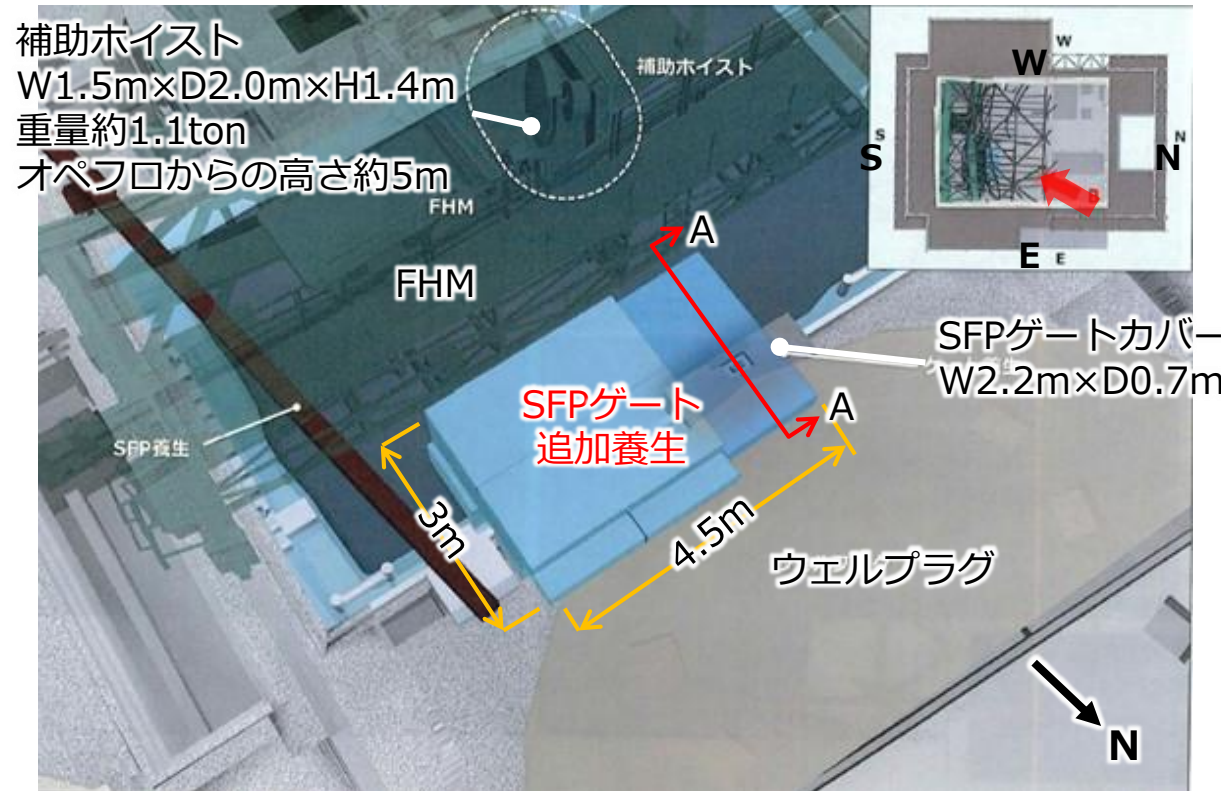 補助ホイスト
W1.5m×D2.0m×H1.4m
重量約1.1ton
オペフロからの高さ約5m
補助ホイスト
FHM
FHM
A
A
SFPゲート
追加養生
SFPゲートカバー
W2.2m×D0.7m
SFP養生
3m
4.5m
ウェルプラグ
N
W
W
S
S
N
N
B
E
E